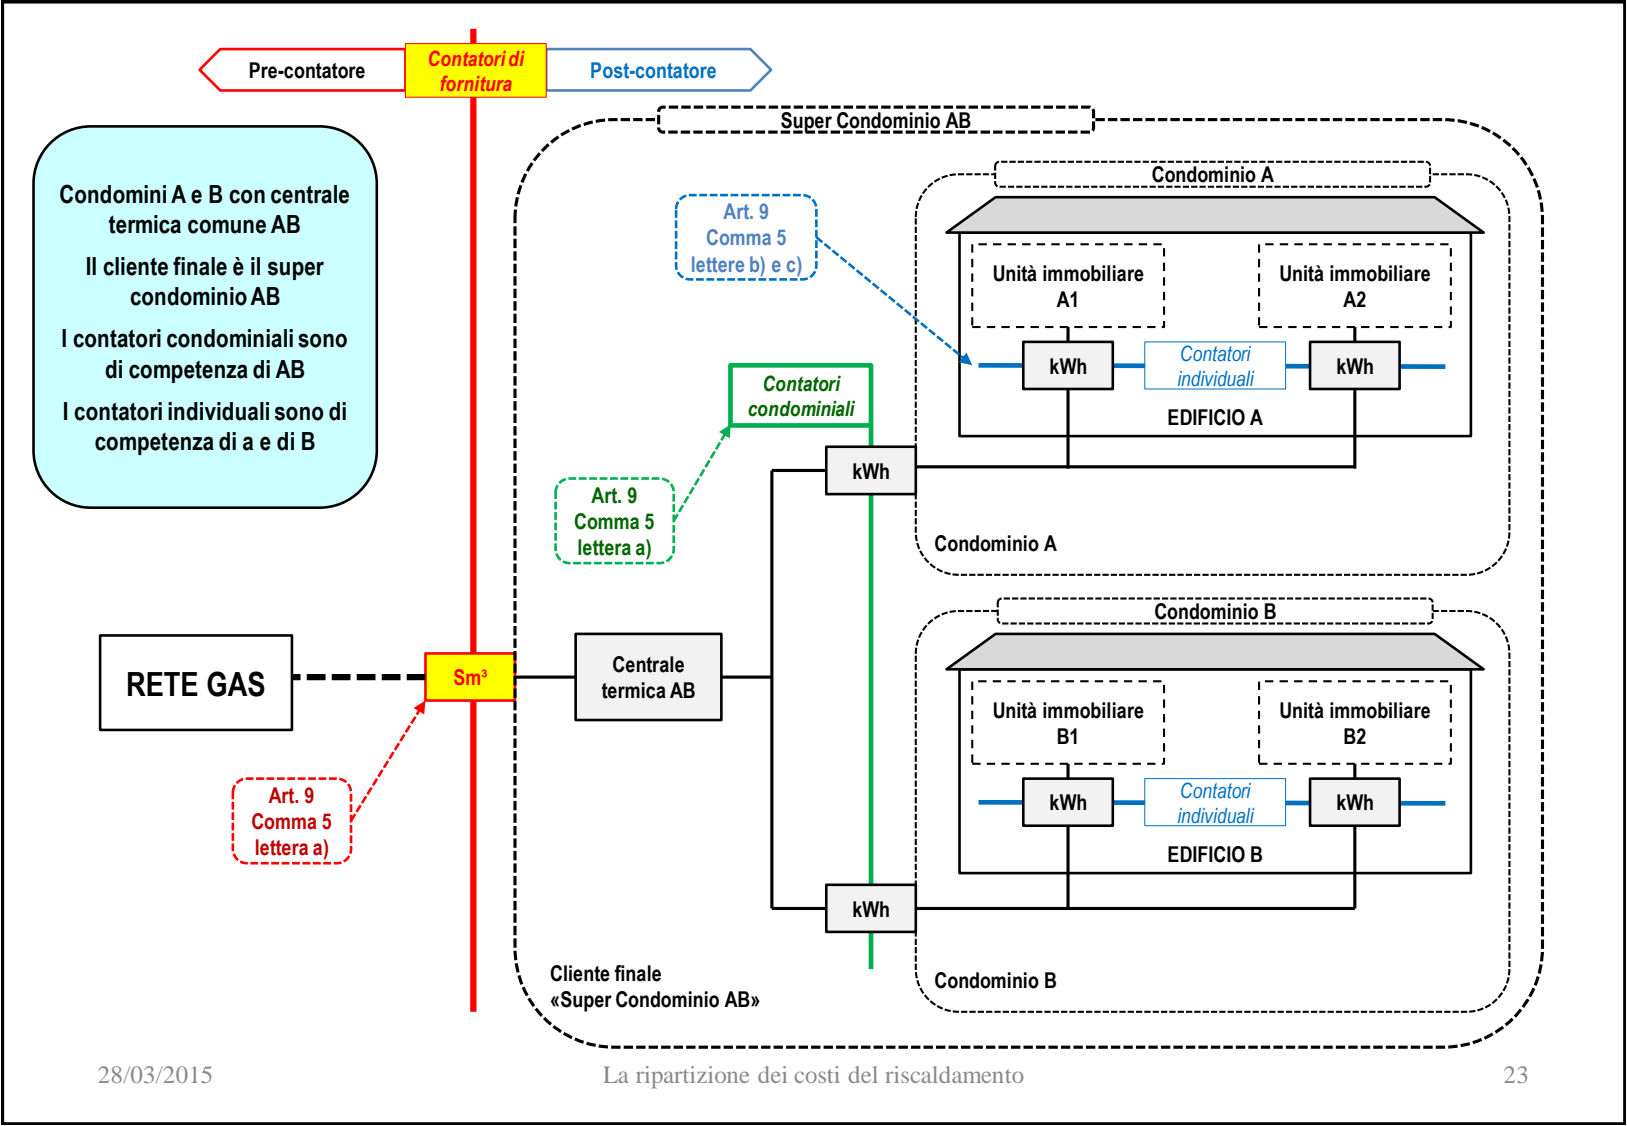 Pre-contatore
Contatori di
fornitura
Post-contatore
Condomini A e B con centrale
termica comune AB
Il cliente finale è il super
condominio AB
I contatori condominiali sono
di competenza di AB
I contatori individuali sono di
competenza di a e di B
Super Condominio AB
Art. 9
Comma 5
lettere b) e c)
Condominio A
Unità immobiliare
A1
Unità immobiliare
A2
kWh
Contatori
individuali
kWh
EDIFICIO A
Contatori
condominiali
kWh
Art. 9
Comma 5
lettera a)
Condominio A
RETE GAS
Sm³
Centrale
termica AB
Art. 9
Comma 5
lettera a)
Condominio B
Unità immobiliare
B1
Unità immobiliare
B2
kWh
Contatori
individuali
kWh
EDIFICIO B
kWh
Condominio B
Cliente finale
«Super Condominio AB»
28/03/2015
La ripartizione dei costi del riscaldamento
23